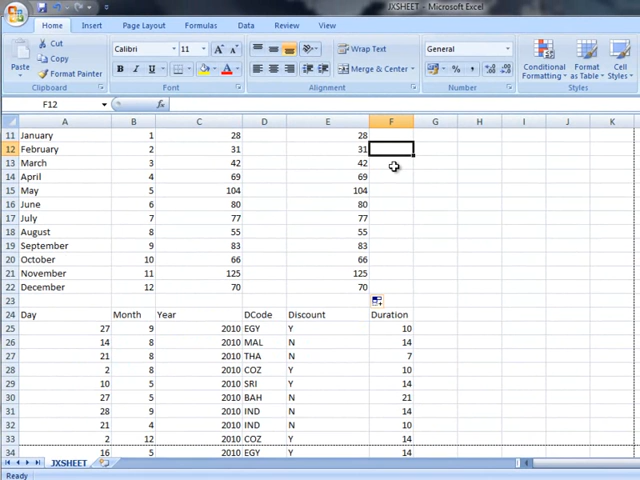 JXSHEET - Microsoft Excel
Home Insert Page Layout Formulas Data Review View
Cut
Copy
Format Painter
Paste
Clipboard
Calibri 11
B I U
Font
Wrap Text
Merge & Center
Alignment
General
$ % ,
Number
Conditional Formatting Format as Table Cell Styles
Styles
F12 fx
A B C D E F G H I J K
11 January 1 28 28
12 February 2 31 31
13 March 3 42 42
14 April 4 69 69
15 May 5 104 104
16 June 6 80 80
17 July 7 77 77
18 August 8 55 55
19 September 9 83 83
20 October 10 66 66
21 November 11 125 125
22 December 12 70 70
23
24 Day Month Year DCode Discount Duration
25 27 9 2010 EGY Y 10
26 14 8 2010 MAL N 14
27 21 8 2010 THA N 7
28 2 8 2010 COZ Y 10
29 10 5 2010 SRI Y 14
30 27 5 2010 BAH N 21
31 28 9 2010 IND N 14
32 21 4 2010 IND N 10
33 2 12 2010 COZ Y 14
34 16 5 2010 EGY Y 14
JXSHEET
Ready